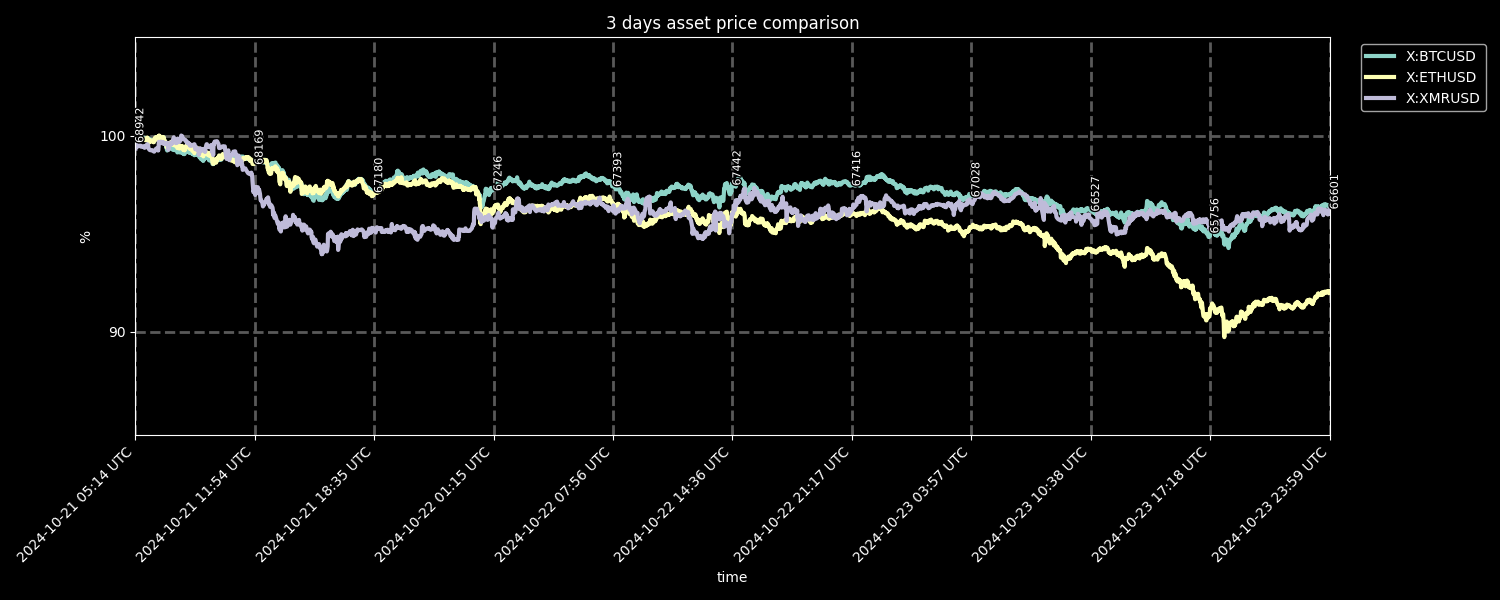 3 days asset price comparison
X:BTCUSD
X:ETHUSD
X:XMRUSD
100
90
%
68942
68169
67180
67246
67393
67442
67416
67028
66527
65756
66601
2024-10-21 05:14 UTC
2024-10-21 11:54 UTC
2024-10-21 18:35 UTC
2024-10-22 01:15 UTC
2024-10-22 07:56 UTC
2024-10-22 14:36 UTC
2024-10-22 21:17 UTC
2024-10-23 03:57 UTC
2024-10-23 10:38 UTC
2024-10-23 17:18 UTC
2024-10-23 23:59 UTC
time